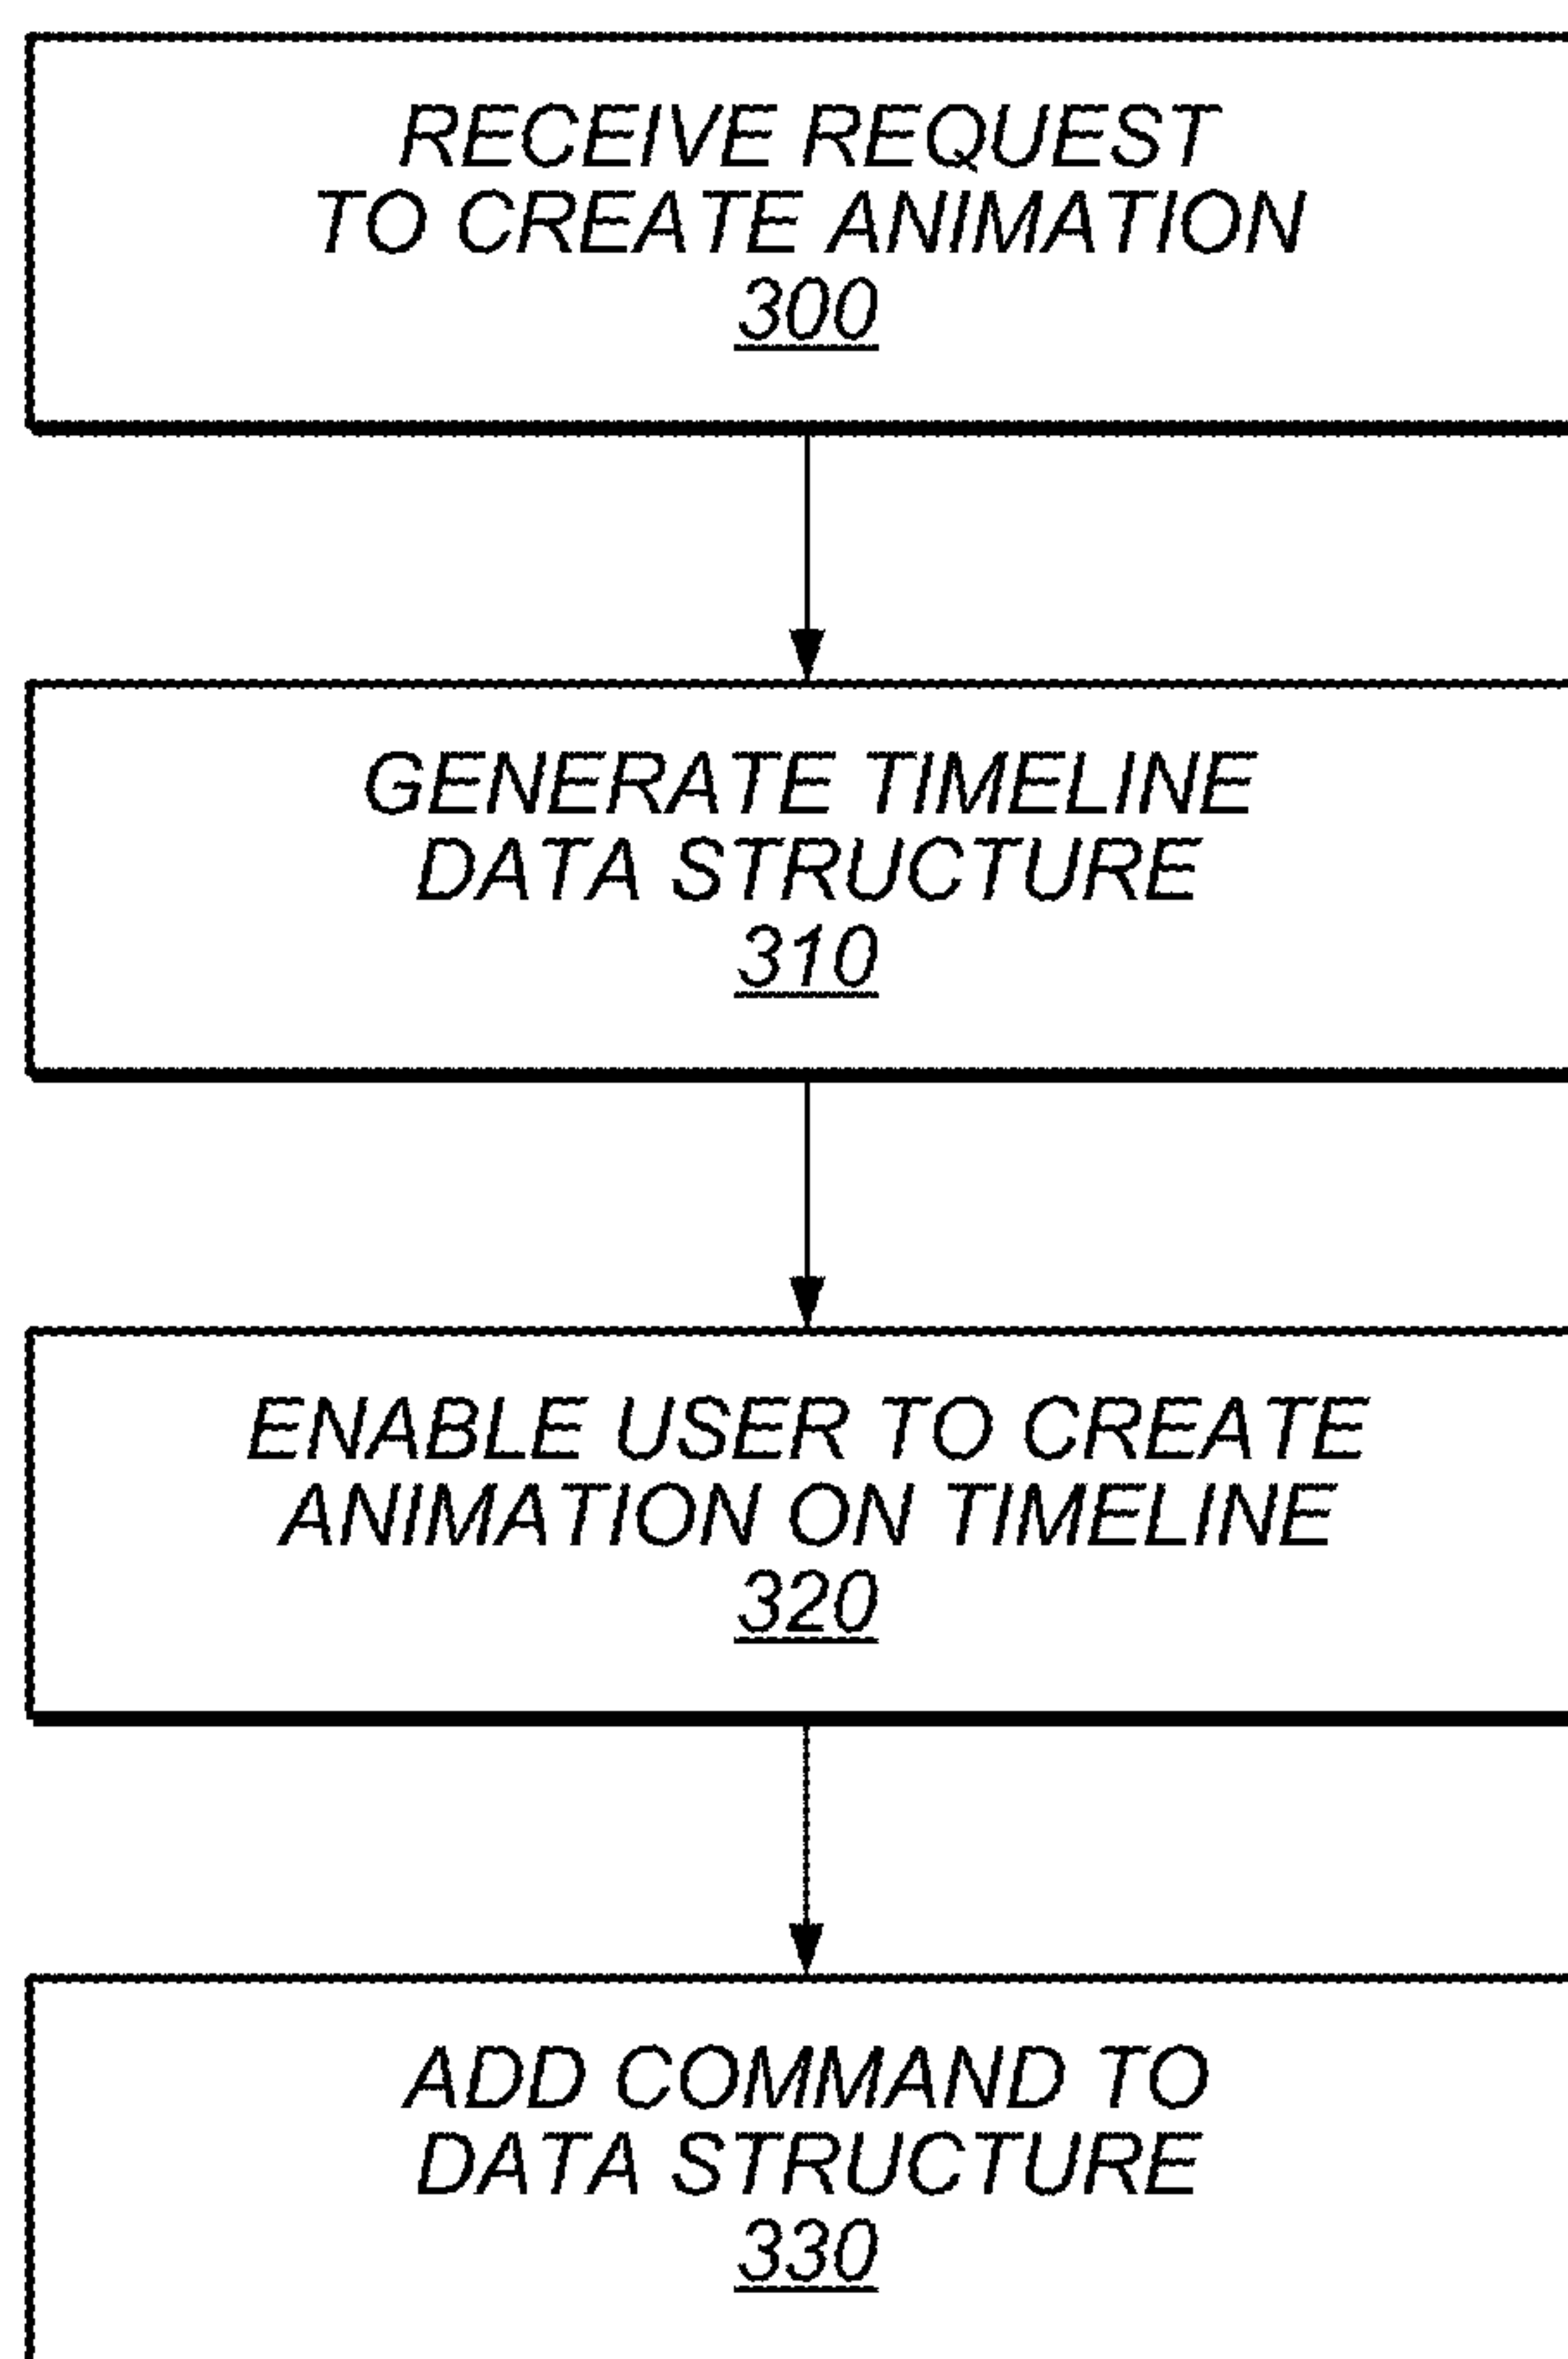 RECEIVE REQUEST
TO CREATE ANIMATION
300
GENERATE TIMELINE
DATA STRUCTURE
310
ENABLE USER TO CREATE
ANIMATION ON TIMELINE
320
ADD COMMAND TO
DATA STRUCTURE
330